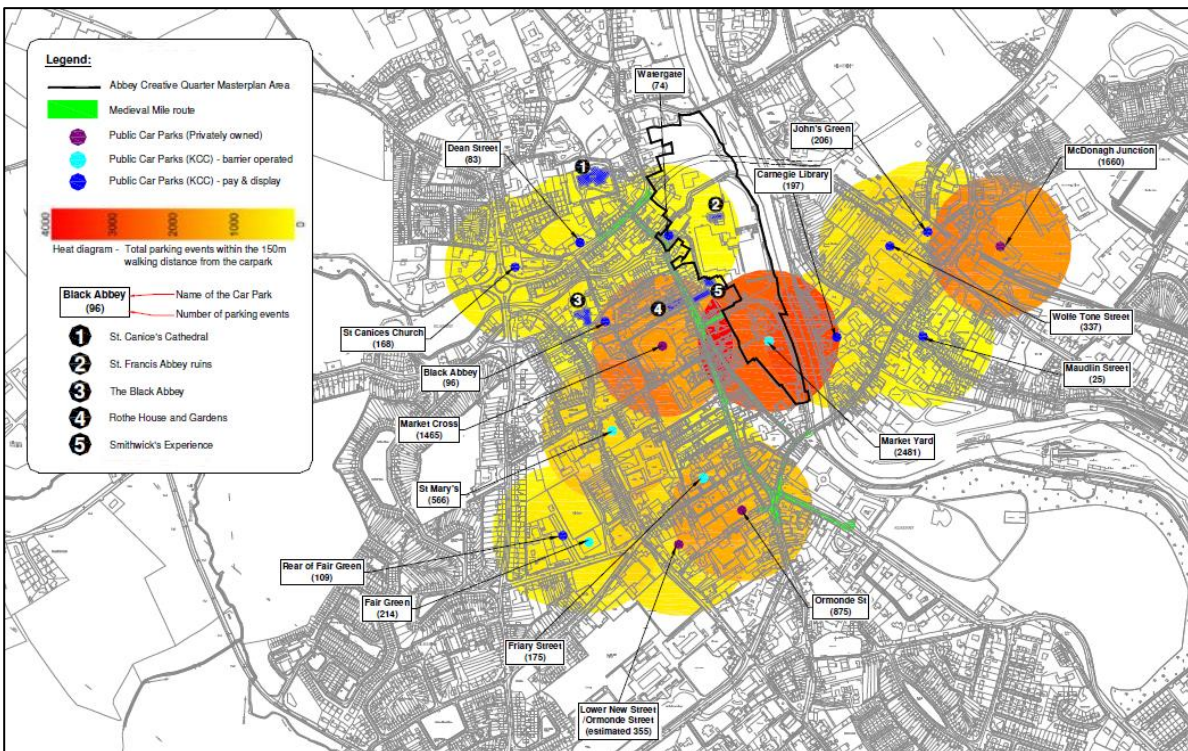 Legend:
Abbey Creative Quarter Masterplan Area
Medieval Mile route
Public Car Parks (Privately owned)
Public Car Parks (KCC) - barrier operated
Public Car Parks (KCC) - pay & display
4000
3000
2000
1000
0
Heat diagram - Total parking events within the 150m
walking distance from the carpark
Black Abbey
(96)
Name of the Car Park
Number of parking events
1 St. Canice's Cathedral
2 St. Francis Abbey ruins
3 The Black Abbey
4 Rothe House and Gardens
5 Smithwick's Experience
Watergate
(74)
Dean Street
(83)
1
2
John's Green
(206)
McDonagh Junction
(1660)
Carnegie Library
(197)
3
4
5
St Canices Church
(168)
Wolfe Tone Street
(337)
Black Abbey
(96)
Maudlin Street
(25)
Market Cross
(1465)
Market Yard
(2481)
St Mary's
(566)
Rear of Fair Green
(109)
Fair Green
(214)
Ormonde St
(875)
Friary Street
(175)
Lower New Street
/Ormonde Street
(estimated 355)